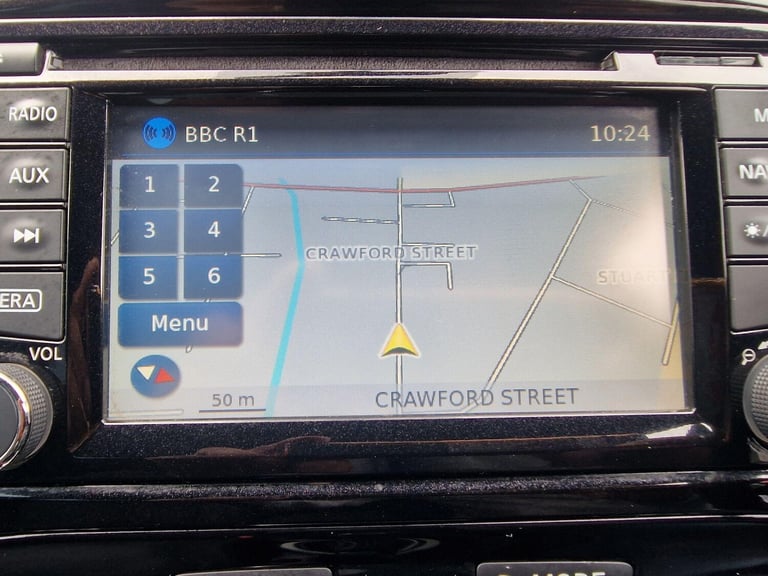 RADIO
BBC R1
10:24
AUX
1 2
3 4
CRAWFORD STREET
5 6
STUART
ERA
Menu
VOL
50 m
CRAWFORD STREET
MORE